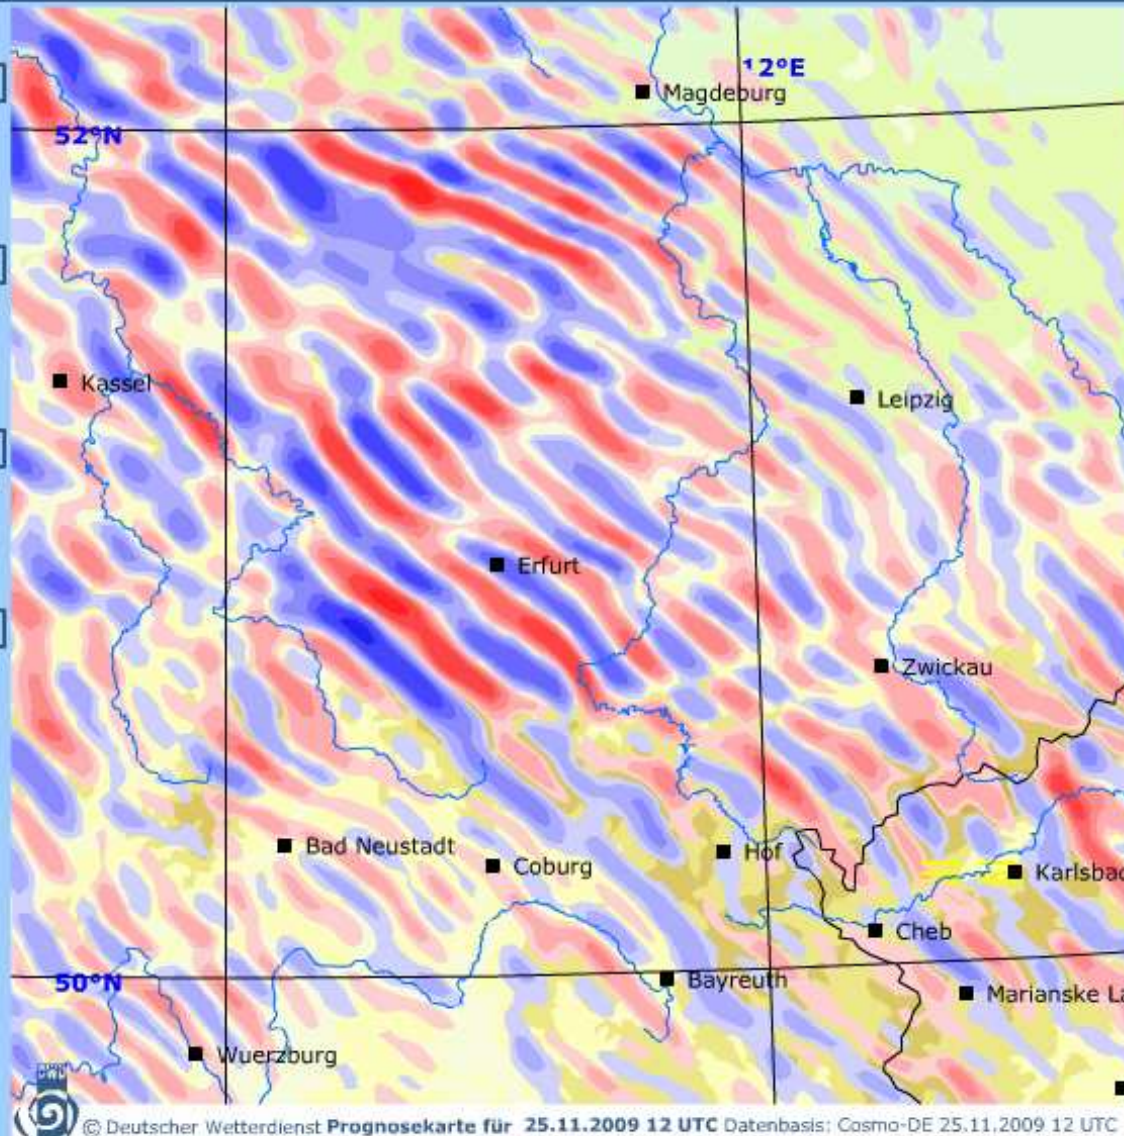 12°E
Magdeburg
52°N
Kassel
Leipzig
Erfurt
Zwickau
Bad Neustadt
Hof
Coburg
Karlsbad
Cheb
50°N
Bayreuth
Marianske La
Wuerzburg
DWD
© Deutscher Wetterdienst Prognosekarte für 25.11.2009 12 UTC Datenbasis: Cosmo-DE 25.11.2009 12 UTC